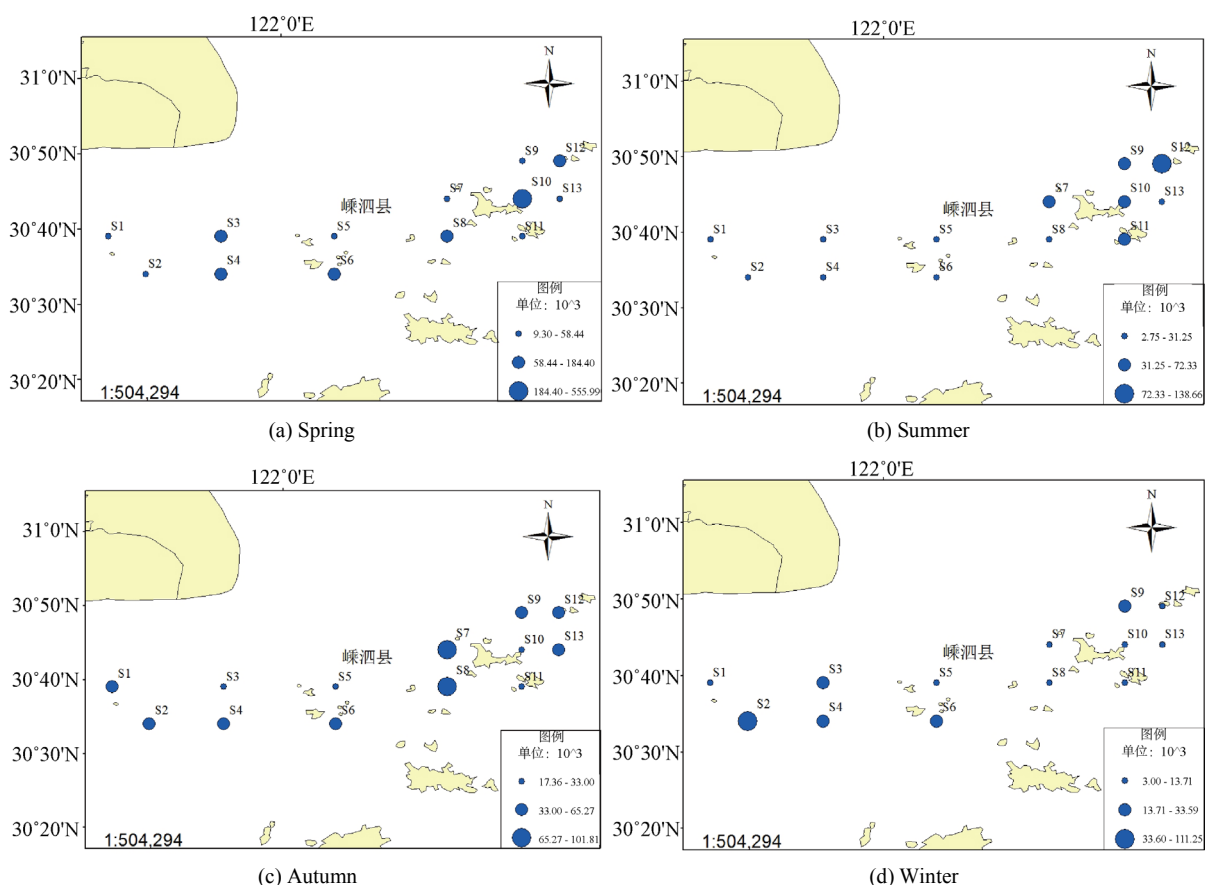 122°0'E
N
31°0'N
30°50'N
30°40'N
30°30'N
30°20'N
S9
S12
S10
S13
S7
S1
S3
嵊泗县
S5
S8
S11
S2
S4
S6
图例
单位：10^3
9.30 - 58.44
58.44 - 184.40
184.40 - 555.99
1:504,294
(a) Spring
122°0'E
N
31°0'N
30°50'N
30°40'N
30°30'N
30°20'N
S9
S12
S7
S10
S13
S1
S3
嵊泗县
S5
S8
S11
S2
S4
S6
图例
单位：10^3
2.75 - 31.25
31.25 - 72.33
72.33 - 138.66
1:504,294
(b) Summer
122°0'E
N
31°0'N
30°50'N
30°40'N
30°30'N
30°20'N
S9
S12
S7
S10
S13
S1
S3
嵊泗县
S5
S8
S11
S2
S4
S6
图例
单位：10^3
17.36 - 33.00
33.00 - 65.27
65.27 - 101.81
1:504,294
(c) Autumn
122°0'E
N
31°0'N
30°50'N
30°40'N
30°30'N
30°20'N
S9
S12
S7
S10
S13
S1
S3
嵊泗县
S5
S8
S11
S2
S4
S6
图例
单位：10^3
3.00 - 13.71
13.71 - 33.59
33.60 - 111.25
1:504,294
(d) Winter